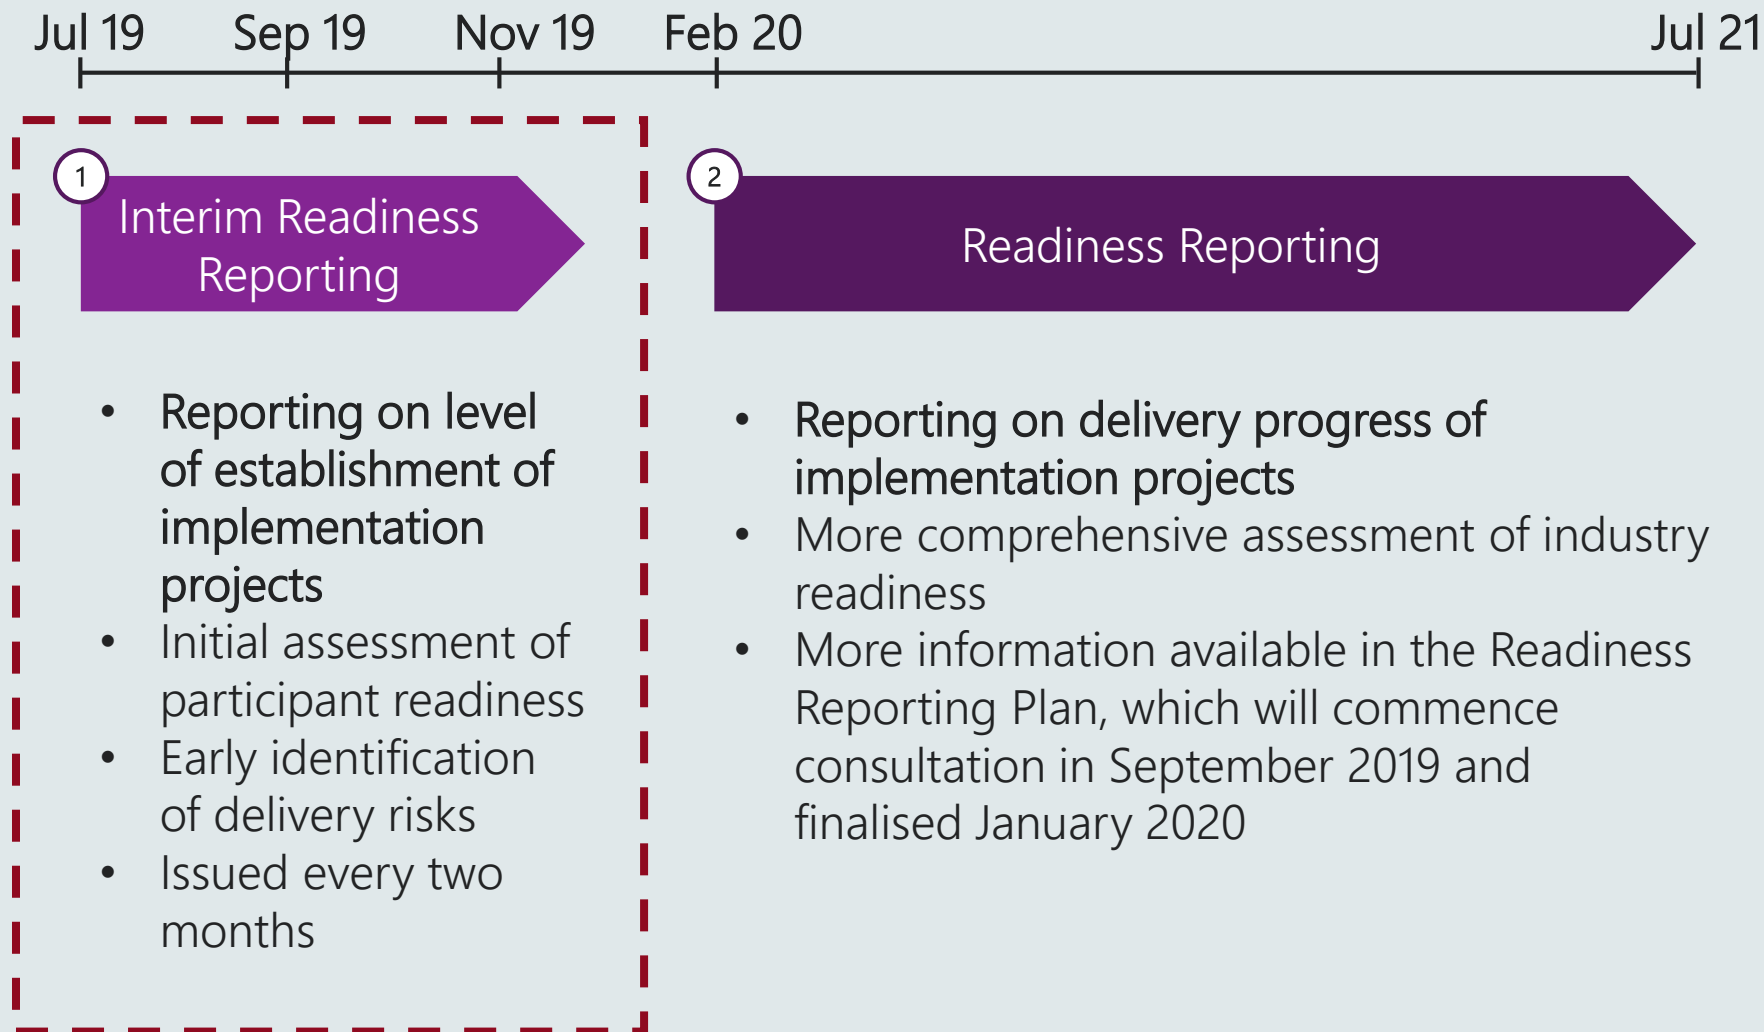 Jul 19 Sep 19 Nov 19 Feb 20 Jul 21
1
Interim Readiness
Reporting
• Reporting on level
of establishment of
implementation
projects
• Initial assessment of
participant readiness
• Early identification
of delivery risks
• Issued every two
months
2
Readiness Reporting
• Reporting on delivery progress of
implementation projects
• More comprehensive assessment of industry
readiness
• More information available in the Readiness
Reporting Plan, which will commence
consultation in September 2019 and
finalised January 2020